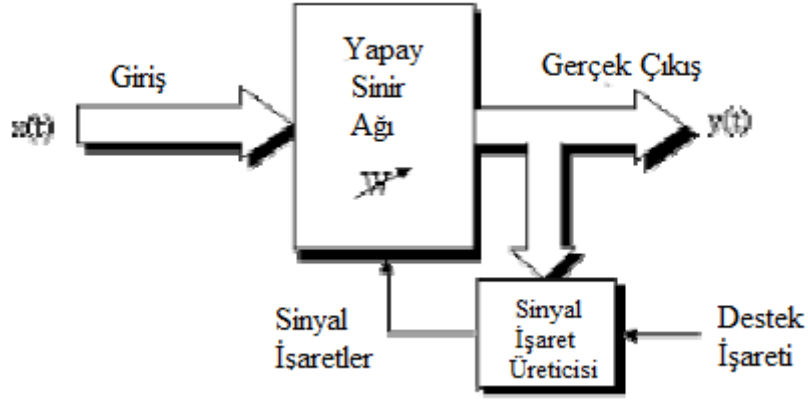 Yapay
Sinir
Ağı
W
Giriş
x(t)
Gerçek Çıkış
y(t)
Sinyal
İşaretler
Sinyal
İşaret
Üreticisi
Destek
İşareti